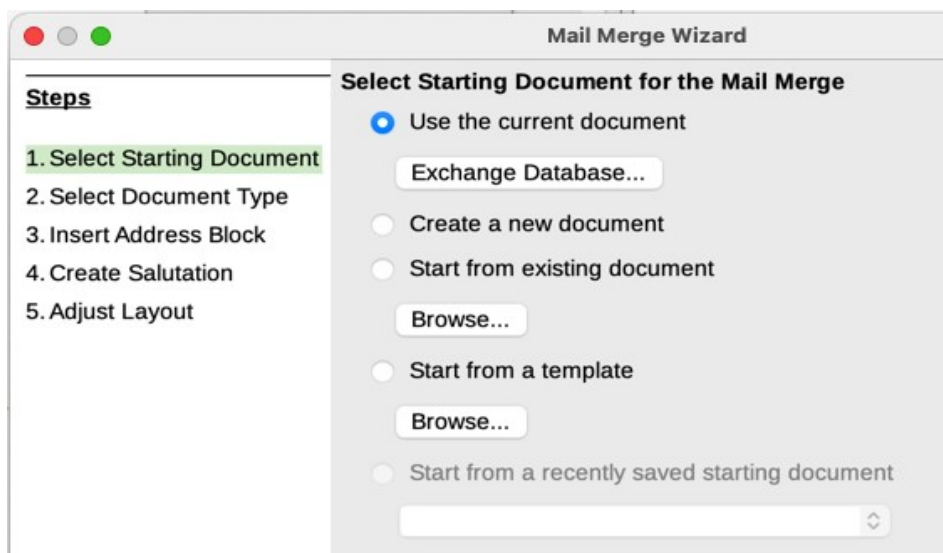 Mail Merge Wizard
Steps
1. Select Starting Document
2. Select Document Type
3. Insert Address Block
4. Create Salutation
5. Adjust Layout
Select Starting Document for the Mail Merge
Use the current document
Exchange Database...
Create a new document
Start from existing document
Browse...
Start from a template
Browse...
Start from a recently saved starting document